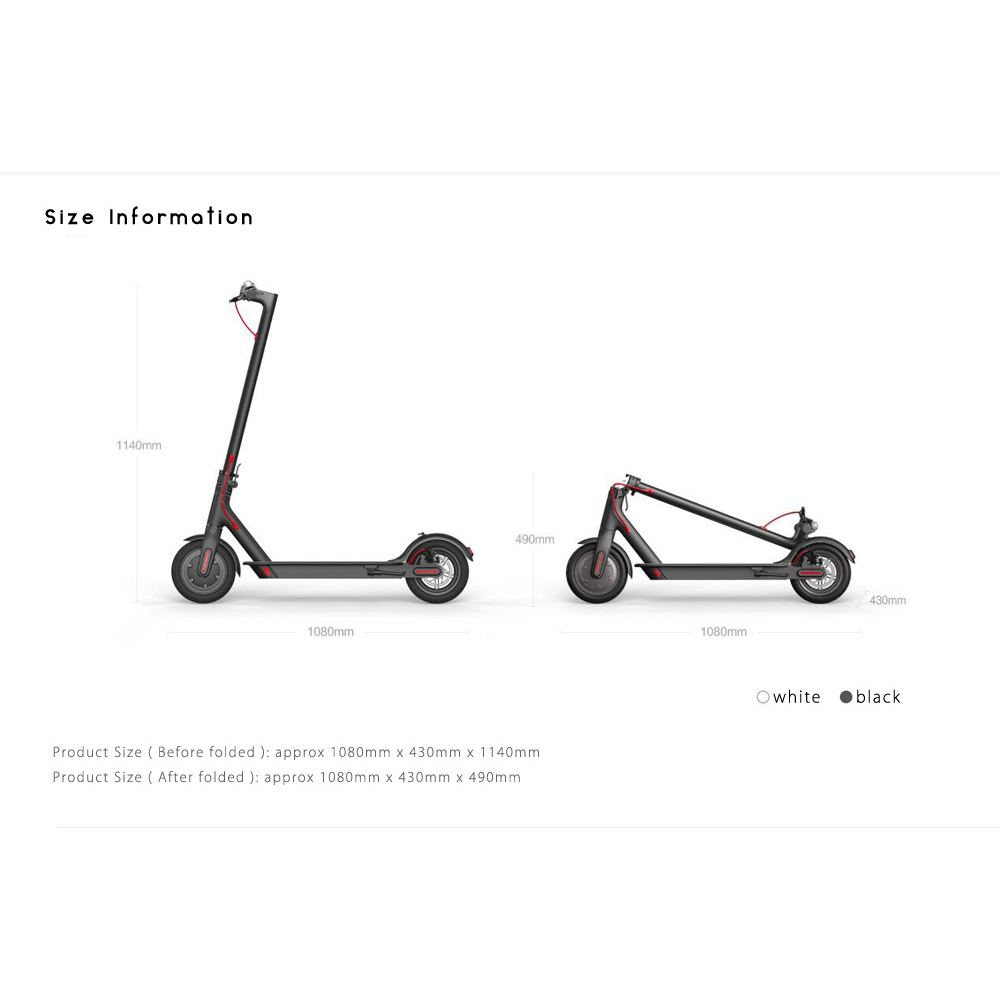 Size Information
1140mm
490mm
430mm
1080mm
1080mm
white
black
Product Size ( Before folded ): approx 1080mm x 430mm x 1140mm
Product Size ( After folded ): approx 1080mm x 430mm x 490mm